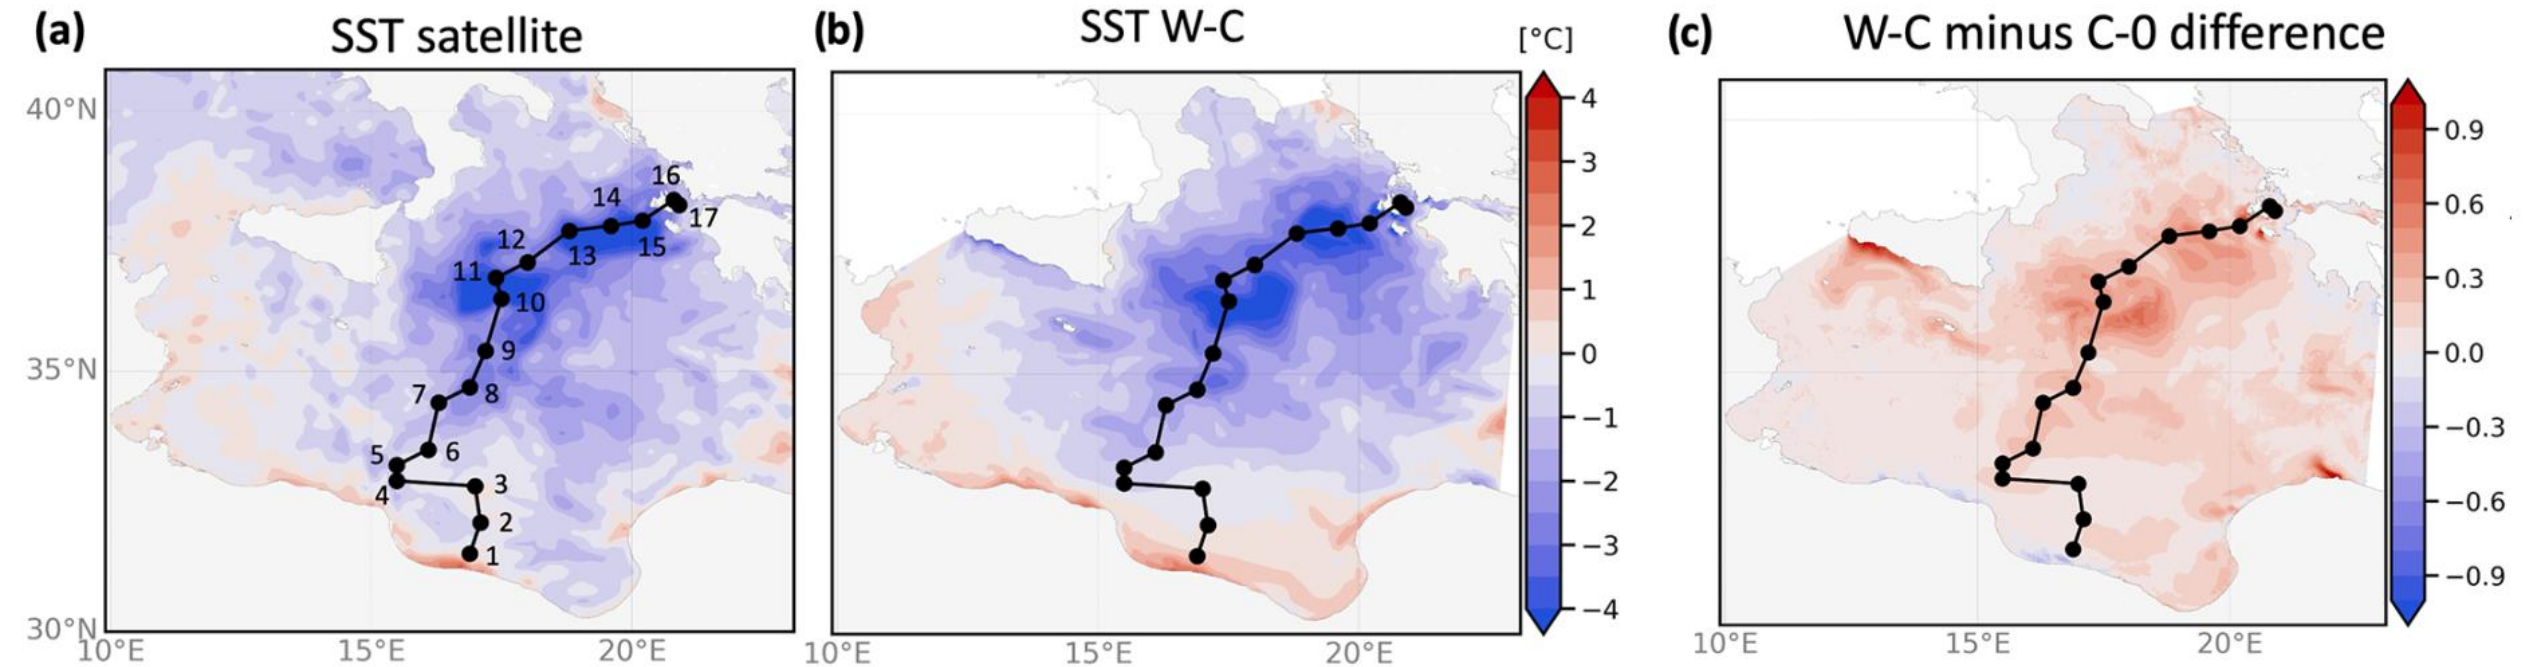 (a) SST satellite
(b) SST W-C
[°C]
(c) W-C minus C-0 difference
40°N
35°N
30°N
10°E
15°E
20°E
16
14
17
12
15
13
11
10
9
7
8
5
6
4
3
2
1
10°E
15°E
20°E
4
3
2
1
0
−1
−2
−3
−4
10°E
15°E
20°E
0.9
0.6
0.3
0.0
−0.3
−0.6
−0.9